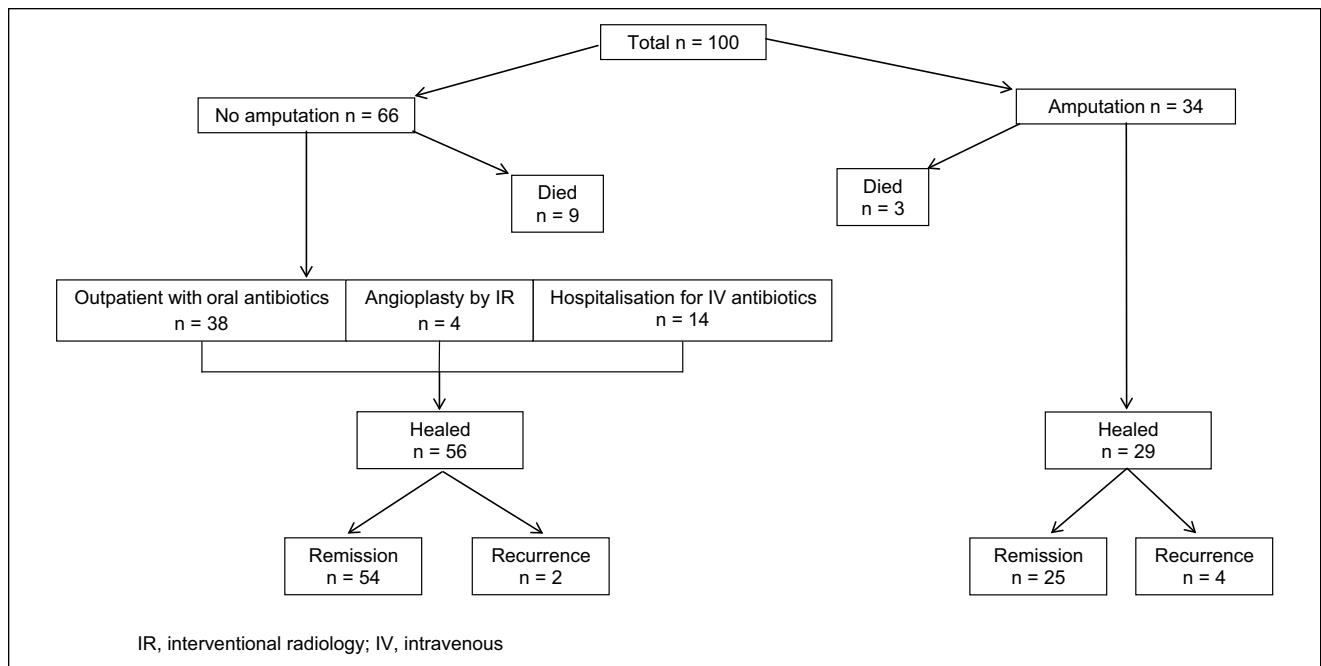 Total n = 100
No amputation n = 66
Amputation n = 34
Died
n = 9
Died
n = 3
Outpatient with oral antibiotics
n = 38
Angioplasty by IR
n = 4
Hospitalisation for IV antibiotics
n = 14
Healed
n = 56
Healed
n = 29
Remission
n = 54
Recurrence
n = 2
Remission
n = 25
Recurrence
n = 4
IR, interventional radiology; IV, intravenous